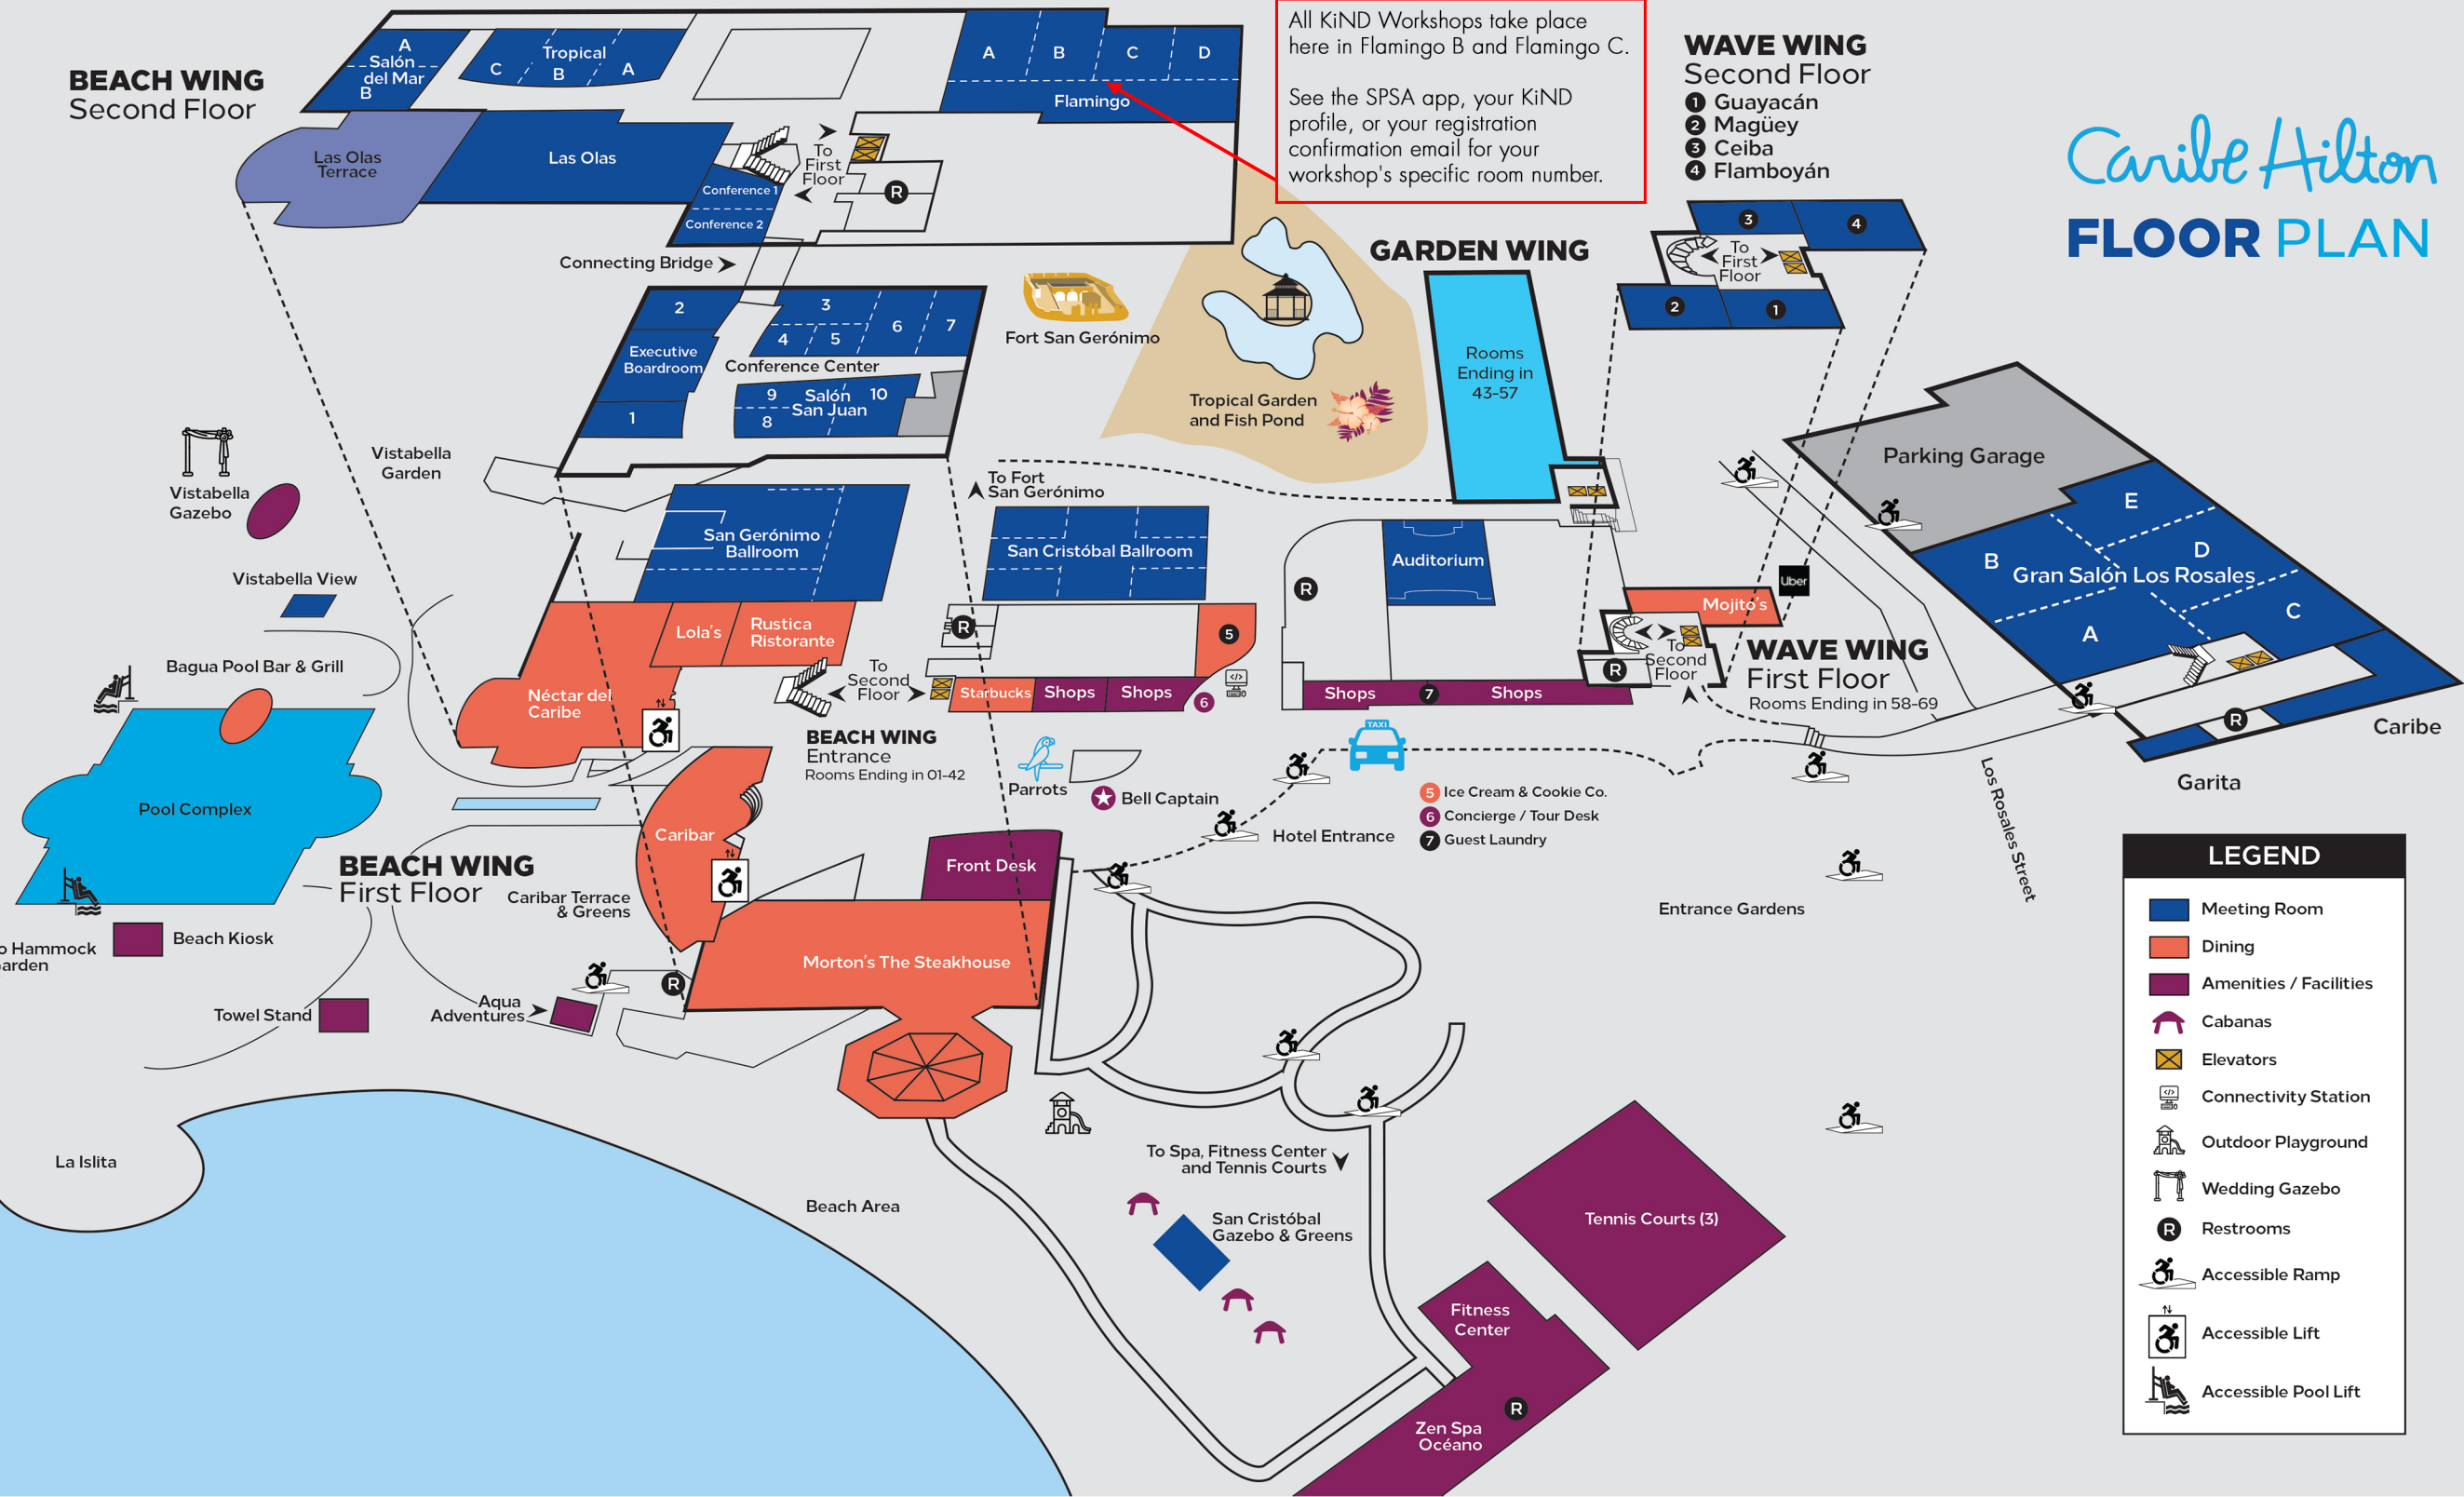 All KiND Workshops take place
here in Flamingo B and Flamingo C.
See the SPSA app, your KiND
profile, or your registration
confirmation email for your
workshop's specific room number.
Caribe Hilton
FLOOR PLAN
BEACH WING
Second Floor
A
Salón
del Mar
B
Tropical
C
B
A
A
B
C
D
Flamingo
Las Olas
Terrace
Las Olas
Conference 1
Conference 2
To
First
Floor
R
Connecting Bridge
WAVE WING
Second Floor
1 Guayacán
2 Magüey
3 Ceiba
4 Flamboyán
3
4
To
First
Floor
2
1
GARDEN WING
Rooms
Ending in
43-57
Fort San Gerónimo
Tropical Garden
and Fish Pond
2
Executive
Boardroom
1
3
4
5
6
7
Conference Center
9
Salón
San Juan
10
8
Vistabella
Garden
Vistabella
Gazebo
Vistabella View
To Fort
San Gerónimo
San Gerónimo
Ballroom
San Cristóbal Ballroom
Auditorium
R
Parking Garage
E
B
D
Gran Salón Los Rosales
C
A
Uber
Mojito's
To
Second
Floor
R
WAVE WING
First Floor
Rooms Ending in 58-69
R
Caribe
Garita
Los Rosales Street
Bagua Pool Bar & Grill
Lola's
Rustica
Ristorante
Néctar del
Caribe
To
Second
Floor
R
5
Starbucks
Shops
Shops
6
Shops
7
Shops
BEACH WING
Entrance
Rooms Ending in 01-42
Parrots
Bell Captain
TAXI
Hotel Entrance
5 Ice Cream & Cookie Co.
6 Concierge / Tour Desk
7 Guest Laundry
Pool Complex
BEACH WING
First Floor
Caribar
Caribar Terrace
& Greens
Front Desk
Morton's The Steakhouse
Entrance Gardens
o Hammock
arden
Beach Kiosk
Towel Stand
Aqua
Adventures
R
La Islita
Beach Area
To Spa, Fitness Center
and Tennis Courts
San Cristóbal
Gazebo & Greens
Tennis Courts (3)
Fitness
Center
R
Zen Spa
Océano
LEGEND
Meeting Room
Dining
Amenities / Facilities
Cabanas
Elevators
Connectivity Station
Outdoor Playground
Wedding Gazebo
R Restrooms
Accessible Ramp
Accessible Lift
Accessible Pool Lift